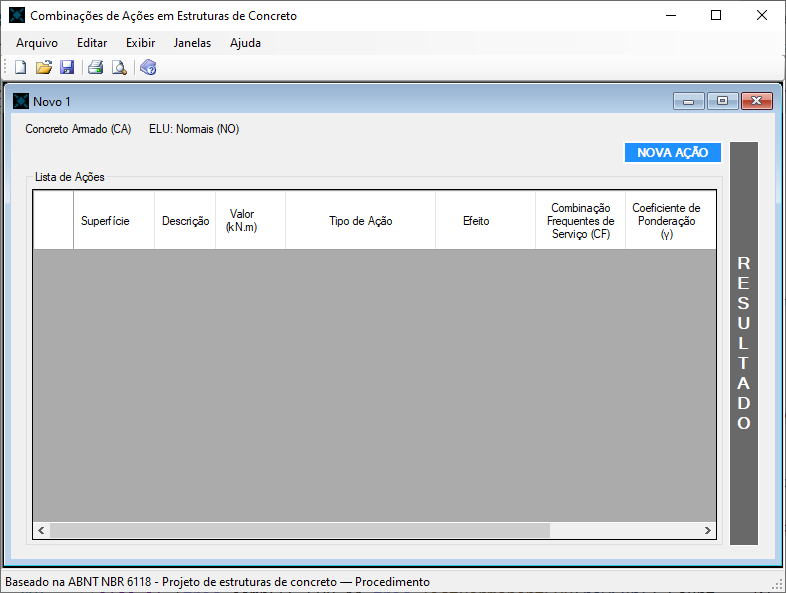 Combinações de Ações em Estruturas de Concreto
Arquivo Editar Exibir Janelas Ajuda
Novo 1
Concreto Armado (CA) ELU: Normais (NO)
NOVA AÇÃO
Lista de Ações
Superfície
Descrição
Valor
(kN.m)
Tipo de Ação
Efeito
Combinação
Frequentes de
Serviço (CF)
Coeficiente de
Ponderação
(γ)
RESULTADO
Baseado na ABNT NBR 6118 - Projeto de estruturas de concreto — Procedimento